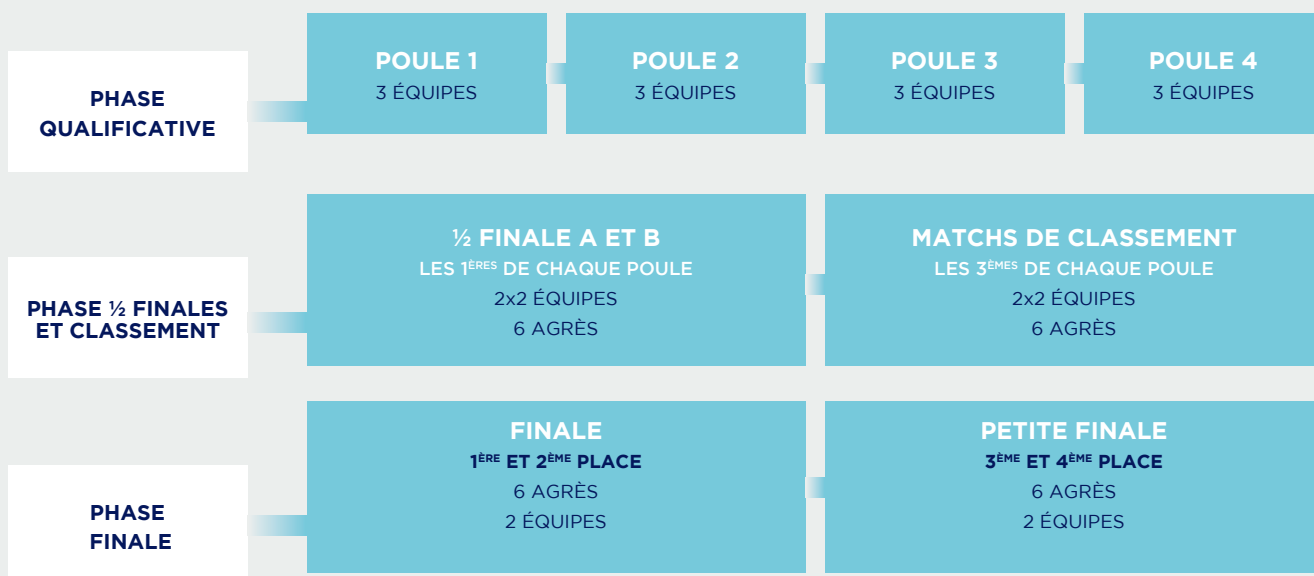 PHASE
QUALIFICATIVE
POULE 1
3 ÉQUIPES
POULE 2
3 ÉQUIPES
POULE 3
3 ÉQUIPES
POULE 4
3 ÉQUIPES
PHASE ½ FINALES
ET CLASSEMENT
½ FINALE A ET B
LES 1ÈRES DE CHAQUE POULE
2x2 ÉQUIPES
6 AGRÈS
MATCHS DE CLASSEMENT
LES 3ÈMES DE CHAQUE POULE
2x2 ÉQUIPES
6 AGRÈS
PHASE
FINALE
FINALE
1ÈRE ET 2ÈME PLACE
6 AGRÈS
2 ÉQUIPES
PETITE FINALE
3ÈME ET 4ÈME PLACE
6 AGRÈS
2 ÉQUIPES